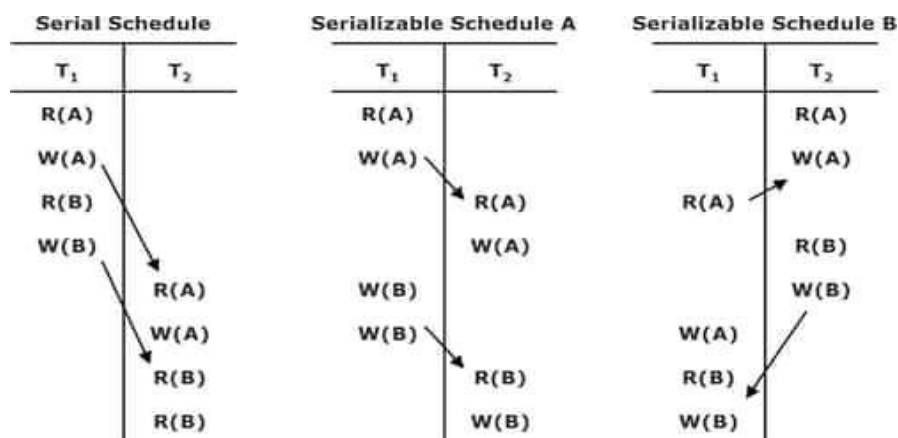 Serial Schedule Serializable Schedule A Serializable Schedule B
T₁ T₂ T₁ T₂ T₁ T₂
R(A) R(A) R(A)
W(A) W(A) W(A)
R(B) R(A) R(A)
W(B) W(A) R(B)
R(A) W(B) W(B)
W(A) W(B) W(A)
R(B) R(B) R(B)
R(B) W(B) W(B)